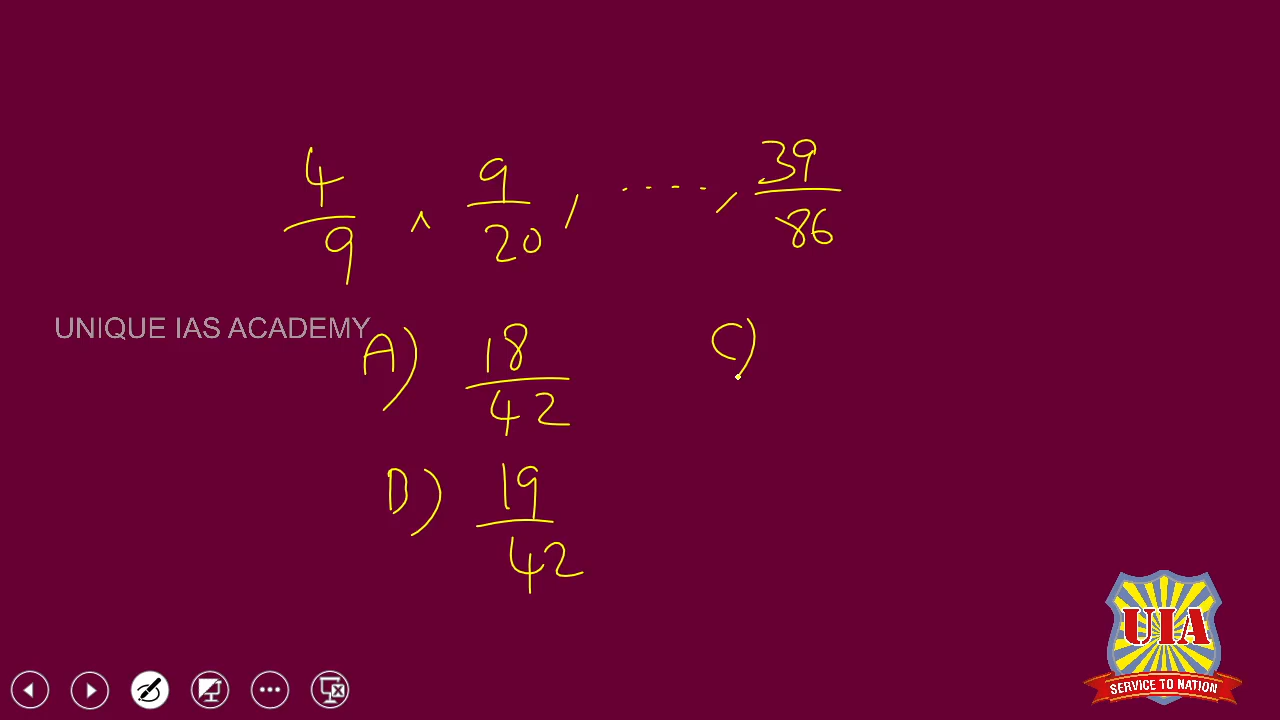 4/9, 9/20, ....., 39/86
UNIQUE IAS ACADEMY
A) 18/42 C)
B) 19/42
UIA
SERVICE TO NATION